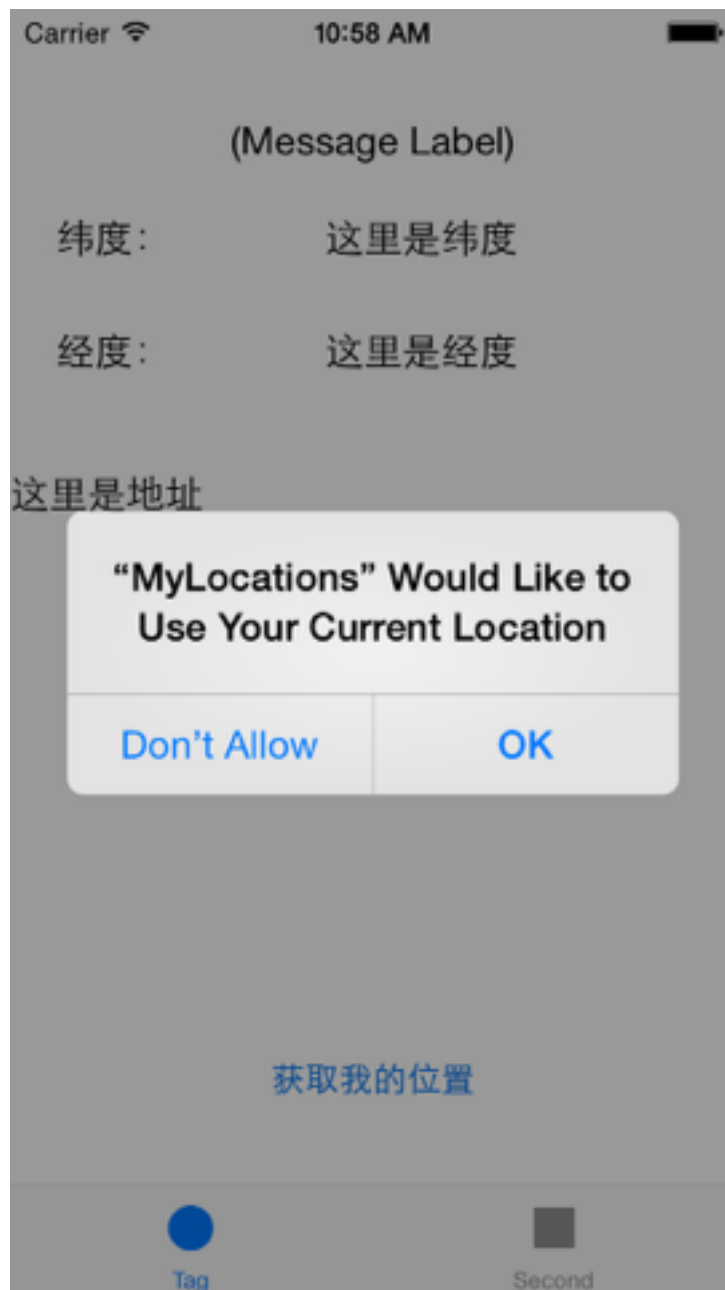 Carrier 10:58 AM
(Message Label)
纬度: 这里是纬度
经度: 这里是经度
这里是地址
“MyLocations” Would Like to
Use Your Current Location
Don’t Allow OK
获取我的位置
Tag Second